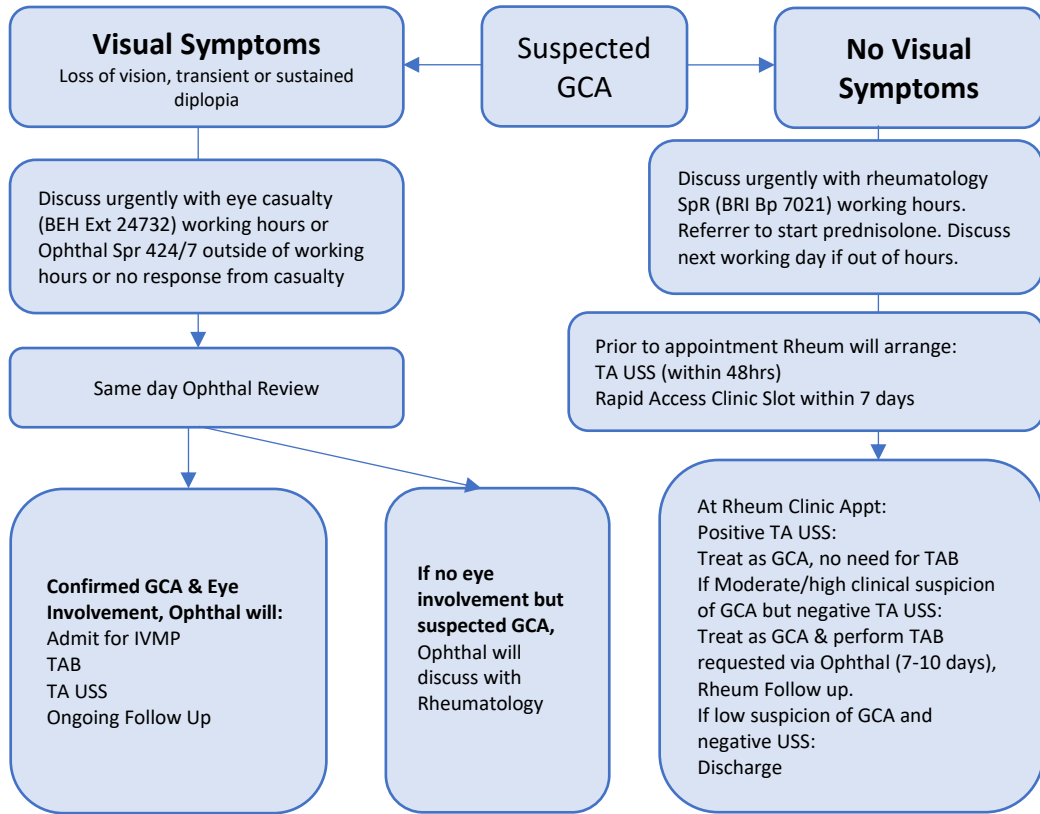 Visual Symptoms
Loss of vision, transient or sustained
diplopia
Suspected
GCA
No Visual
Symptoms
Discuss urgently with eye casualty
(BEH Ext 24732) working hours or
Ophthal Spr 424/7 outside of working
hours or no response from casualty
Discuss urgently with rheumatology
SpR (BRI Bp 7021) working hours.
Referrer to start prednisolone. Discuss
next working day if out of hours.
Same day Ophthal Review
Prior to appointment Rheum will arrange:
TA USS (within 48hrs)
Rapid Access Clinic Slot within 7 days
Confirmed GCA & Eye
Involvement, Ophthal will:
Admit for IVMP
TAB
TA USS
Ongoing Follow Up
If no eye
involvement but
suspected GCA,
Ophthal will
discuss with
Rheumatology
At Rheum Clinic Appt:
Positive TA USS:
Treat as GCA, no need for TAB
If Moderate/high clinical suspicion
of GCA but negative TA USS:
Treat as GCA & perform TAB
requested via Ophthal (7-10 days),
Rheum Follow up.
If low suspicion of GCA and
negative USS:
Discharge